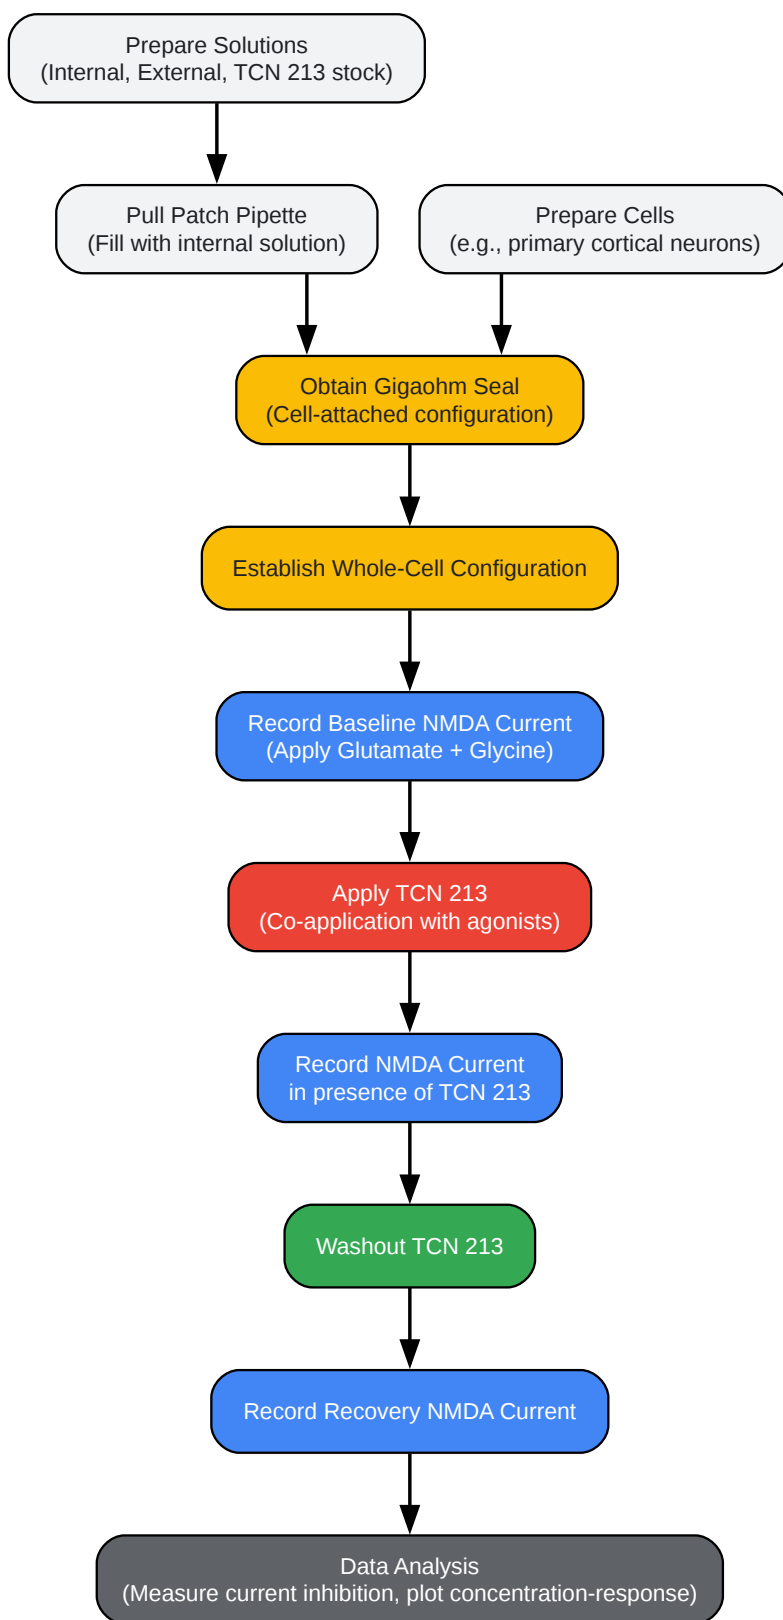 Prepare Solutions
(Internal, External, TCN 213 stock)
Pull Patch Pipette
(Fill with internal solution)
Prepare Cells
(e.g., primary cortical neurons)
Obtain Gigaohm Seal
(Cell-attached configuration)
Establish Whole-Cell Configuration
Record Baseline NMDA Current
(Apply Glutamate + Glycine)
Apply TCN 213
(Co-application with agonists)
Record NMDA Current
in presence of TCN 213
Washout TCN 213
Record Recovery NMDA Current
Data Analysis
(Measure current inhibition, plot concentration-response)